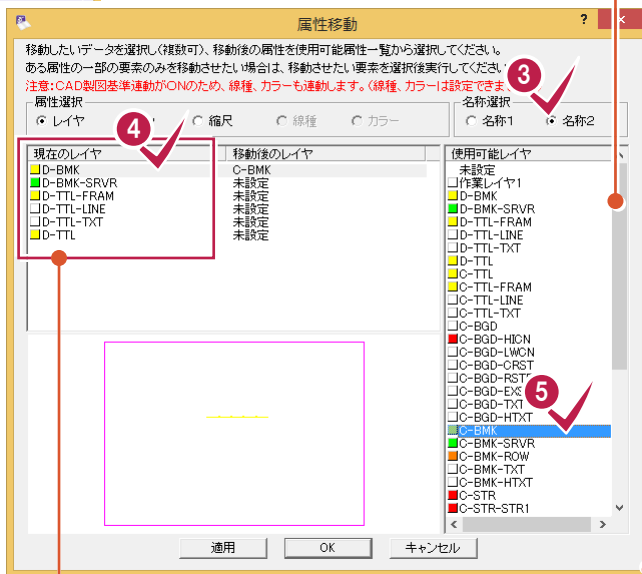 属性移動
?
移動したいデータを選択し(複数可)、移動後の属性を使用可能属性一覧から選択してください。
ある属性の一部の要素のみを移動させたい場合は、移動させたい要素を選択後実行してくださ
注意:CAD製図基準連動がONのため、線種、カラーも連動します。(線種、カラーは設定できま
3
属性選択
レイヤ
縮尺
線種
カラー
名称選択
名称1
名称2
4
現在のレイヤ
移動後のレイヤ
D-BMK
C-BMK
D-BMK-SRVR
未設定
D-TTL-FRAM
未設定
D-TTL-LINE
未設定
D-TTL-TXT
未設定
D-TTL
未設定
使用可能レイヤ
未設定
作業レイヤ1
D-BMK
D-BMK-SRVR
D-TTL-FRAM
D-TTL-LINE
D-TTL-TXT
D-TTL
C-TTL
C-TTL-FRAM
C-TTL-LINE
C-TTL-TXT
C-BGD
C-BGD-HICN
C-BGD-LWCN
C-BGD-CRST
C-BGD-RST
C-BGD-EX
C-BGD-TXT
C-BGD-HTXT
5
C-BMK
C-BMK-SRVR
C-BMK-ROW
C-BMK-TXT
C-BMK-HTXT
C-STR
C-STR-STR1
適用
OK
キャンセル